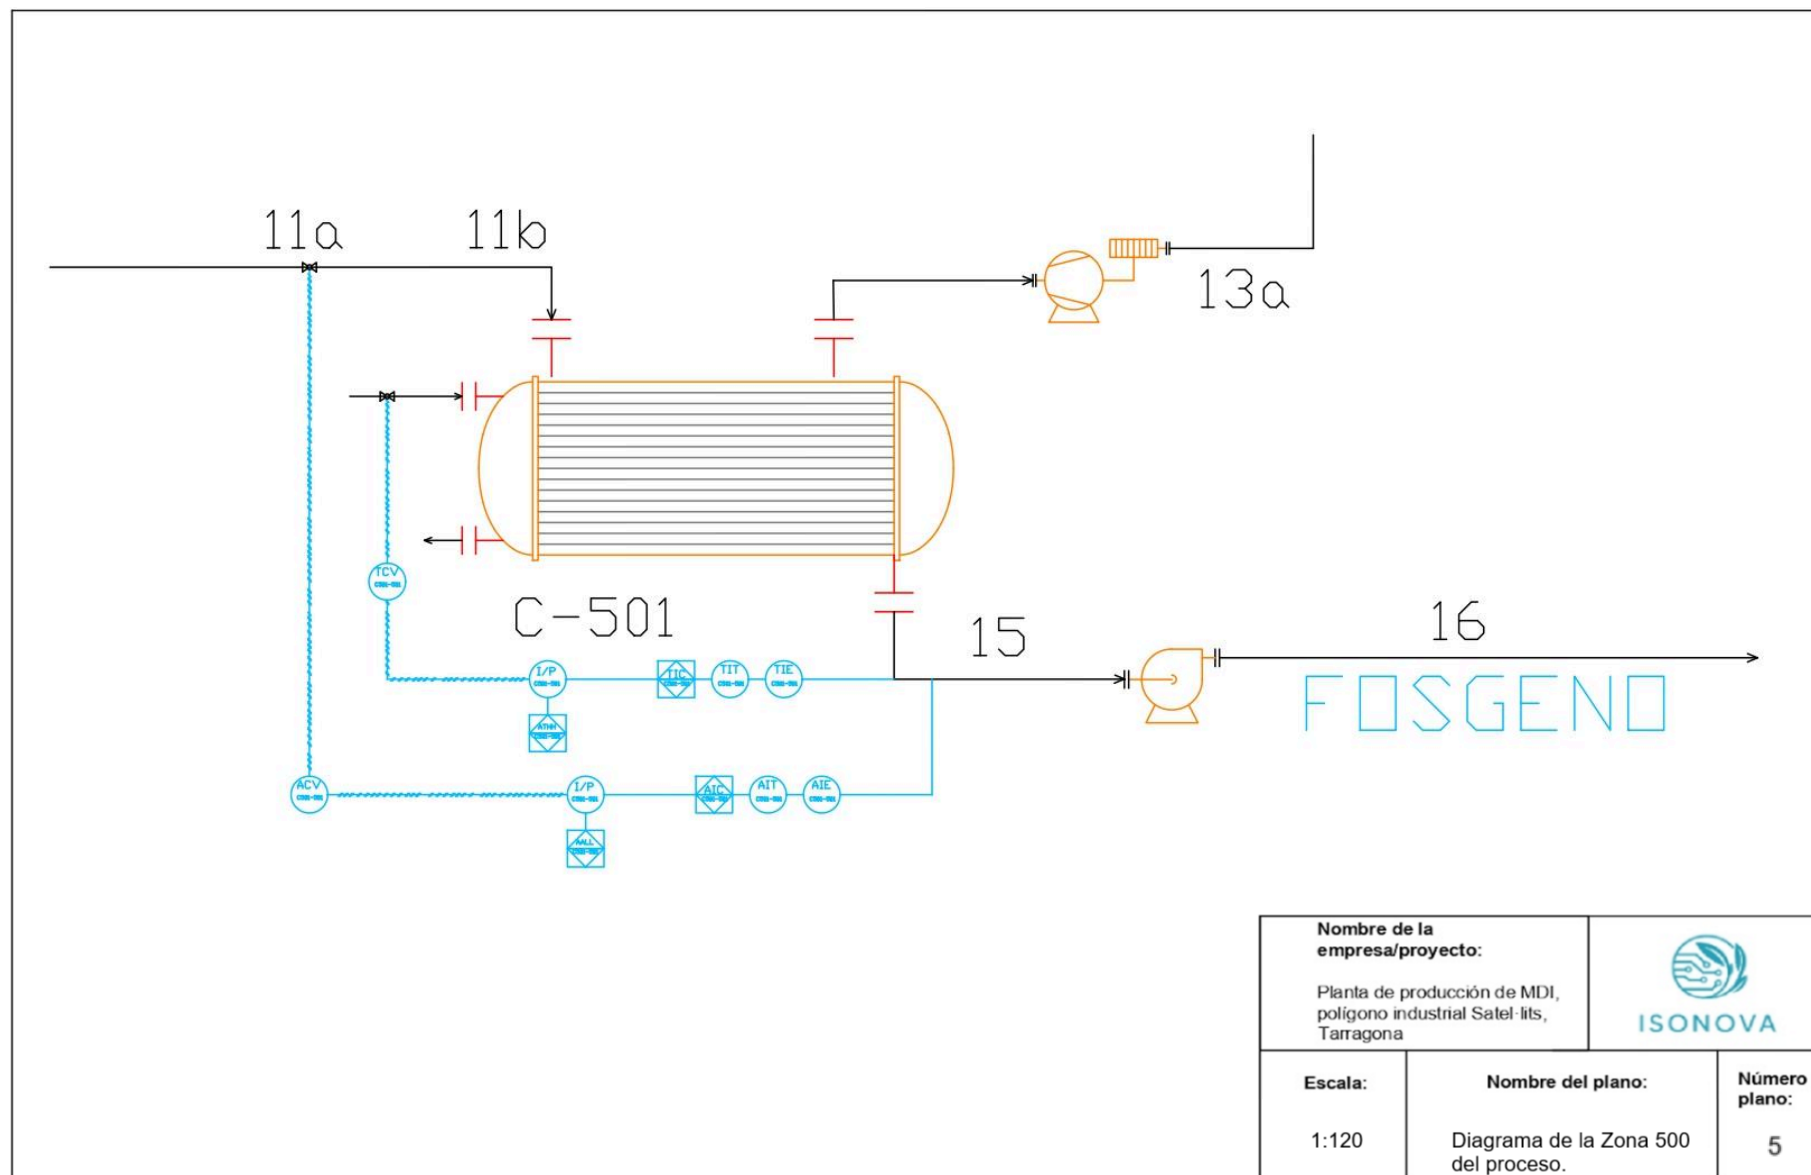 11a
11b
13a
TCV
C-501
15
16
FOSGENO
I/P
TIC
TIT
TIE
ATHH
ACV
I/P
AIC
AIT
AIE
AALL
Nombre de la
empresa/proyecto:
Planta de producción de MDI,
polígono industrial Satel·lits,
Tarragona
ISONOVA
Escala:
1:120
Nombre del plano:
Diagrama de la Zona 500
del proceso.
Número
plano:
5